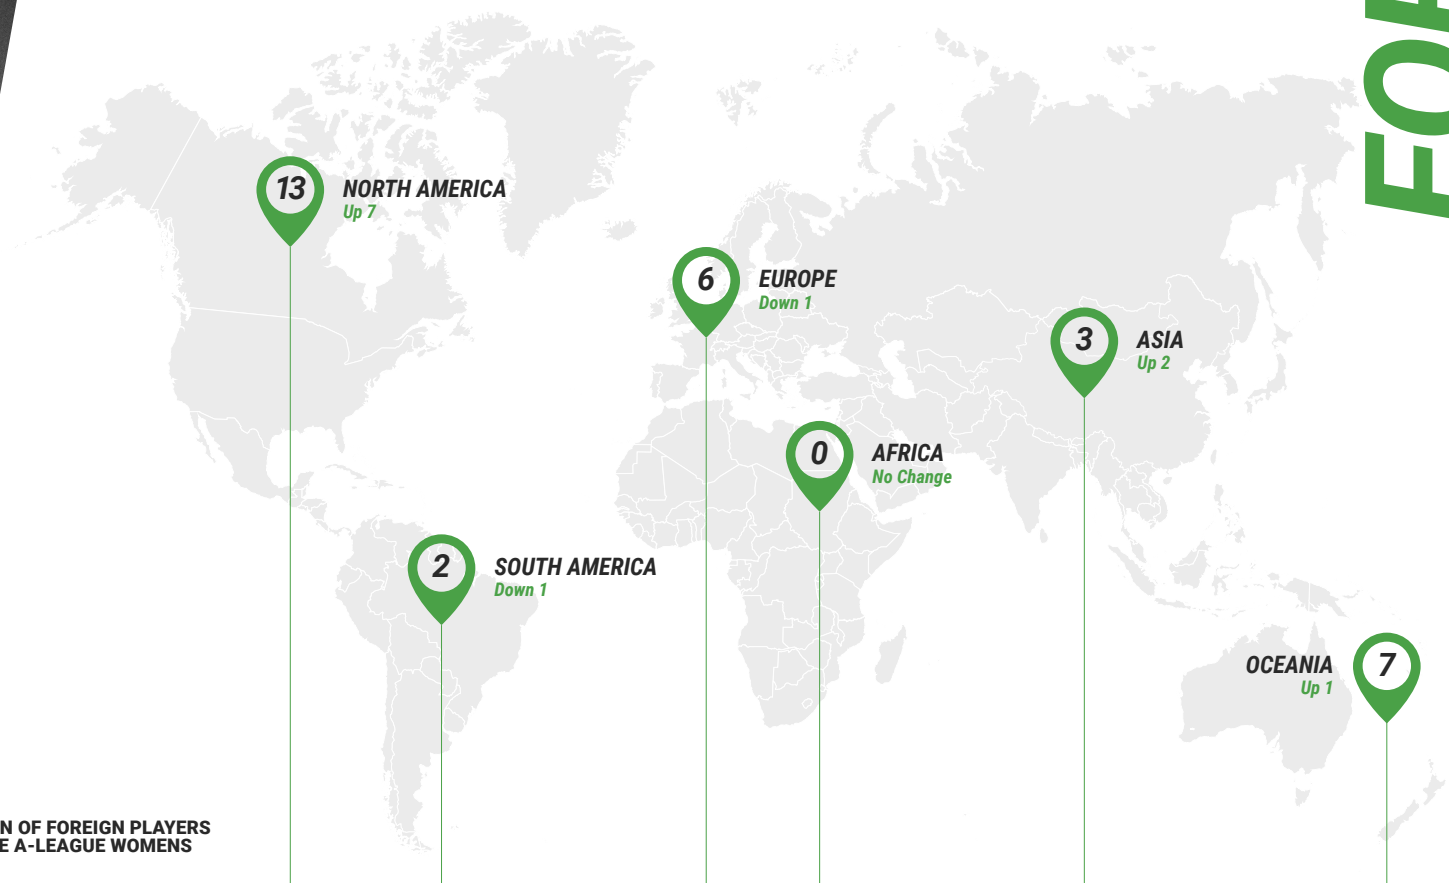 13
NORTH AMERICA
Up 7
6
EUROPE
Down 1
3
ASIA
Up 2
0
AFRICA
No Change
2
SOUTH AMERICA
Down 1
OCEANIA
Up 1
7
N OF FOREIGN PLAYERS
E A-LEAGUE WOMENS